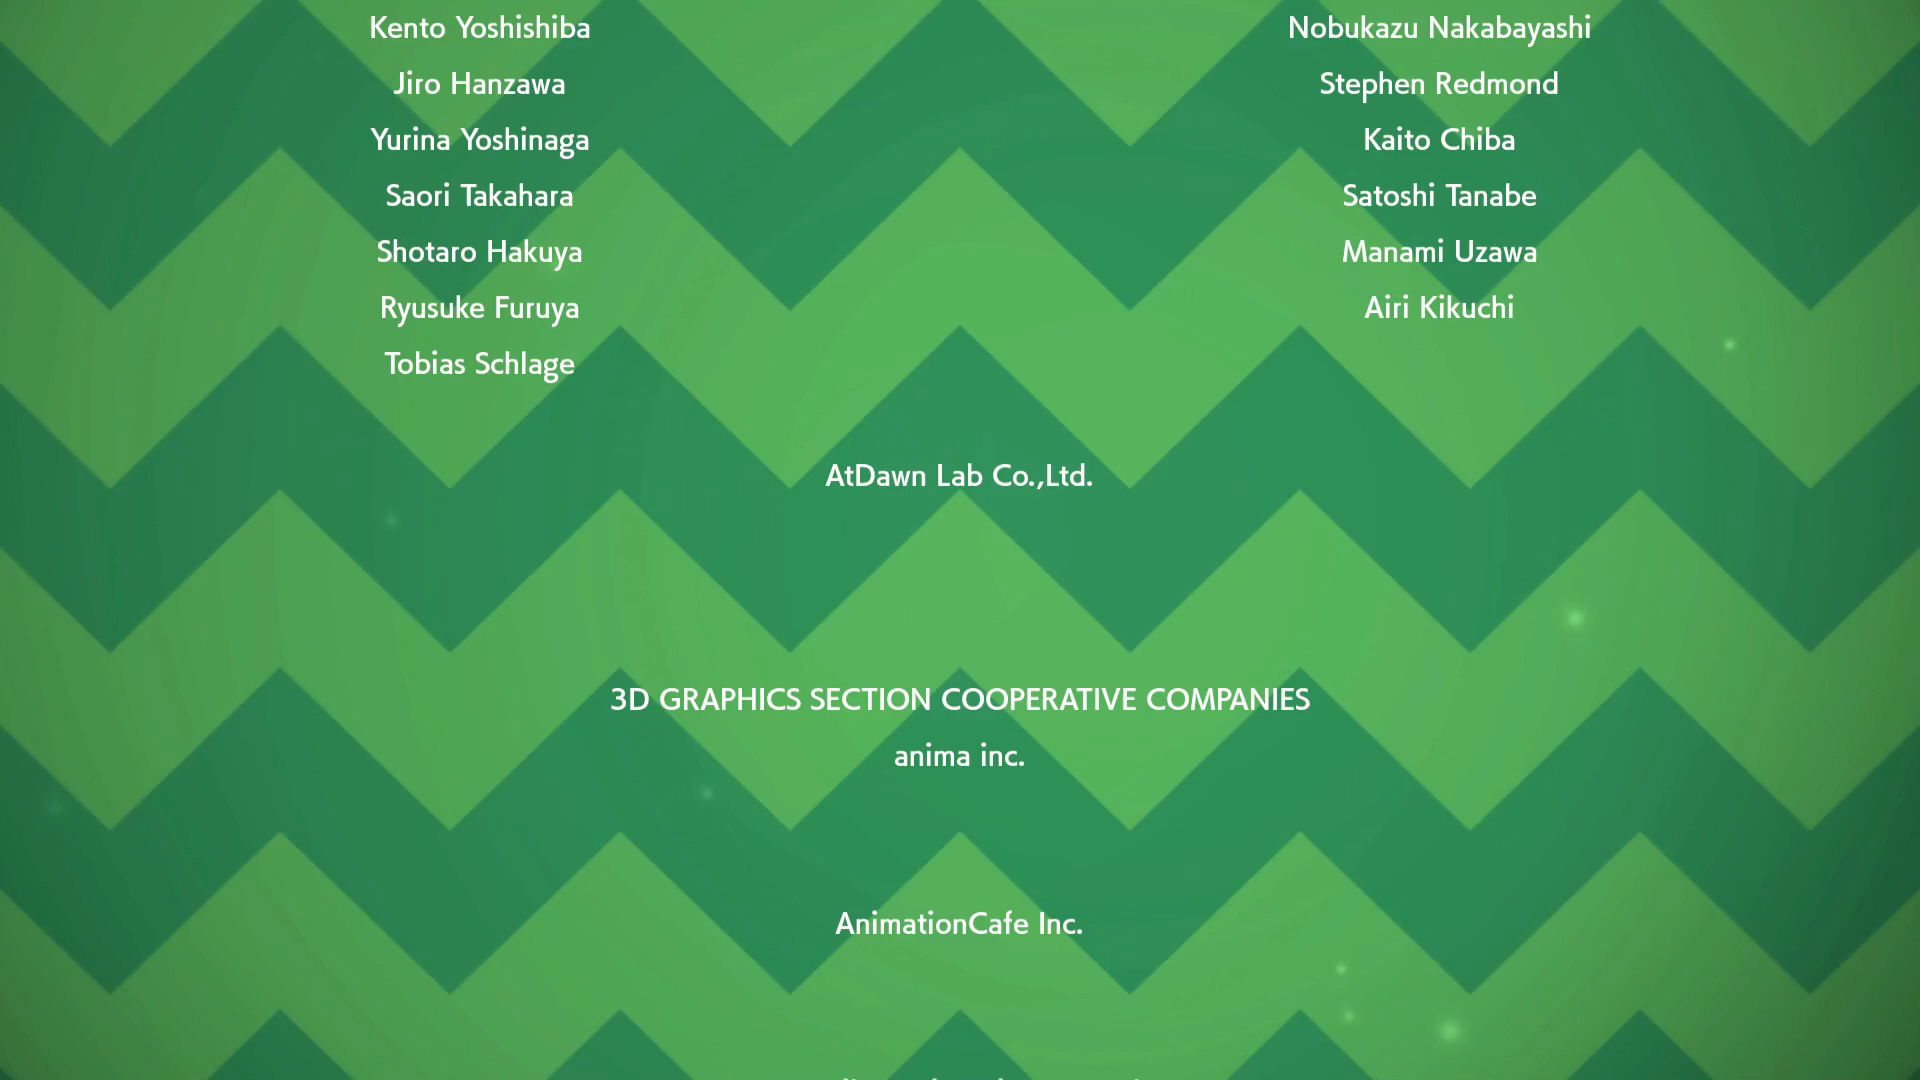 Kento Yoshishiba
Nobukazu Nakabayashi
Jiro Hanzawa
Stephen Redmond
Yurina Yoshinaga
Kaito Chiba
Saori Takahara
Satoshi Tanabe
Shotaro Hakuya
Manami Uzawa
Ryusuke Furuya
Airi Kikuchi
Tobias Schlage
AtDawn Lab Co.,Ltd.
3D GRAPHICS SECTION COOPERATIVE COMPANIES
anima inc.
AnimationCafe Inc.